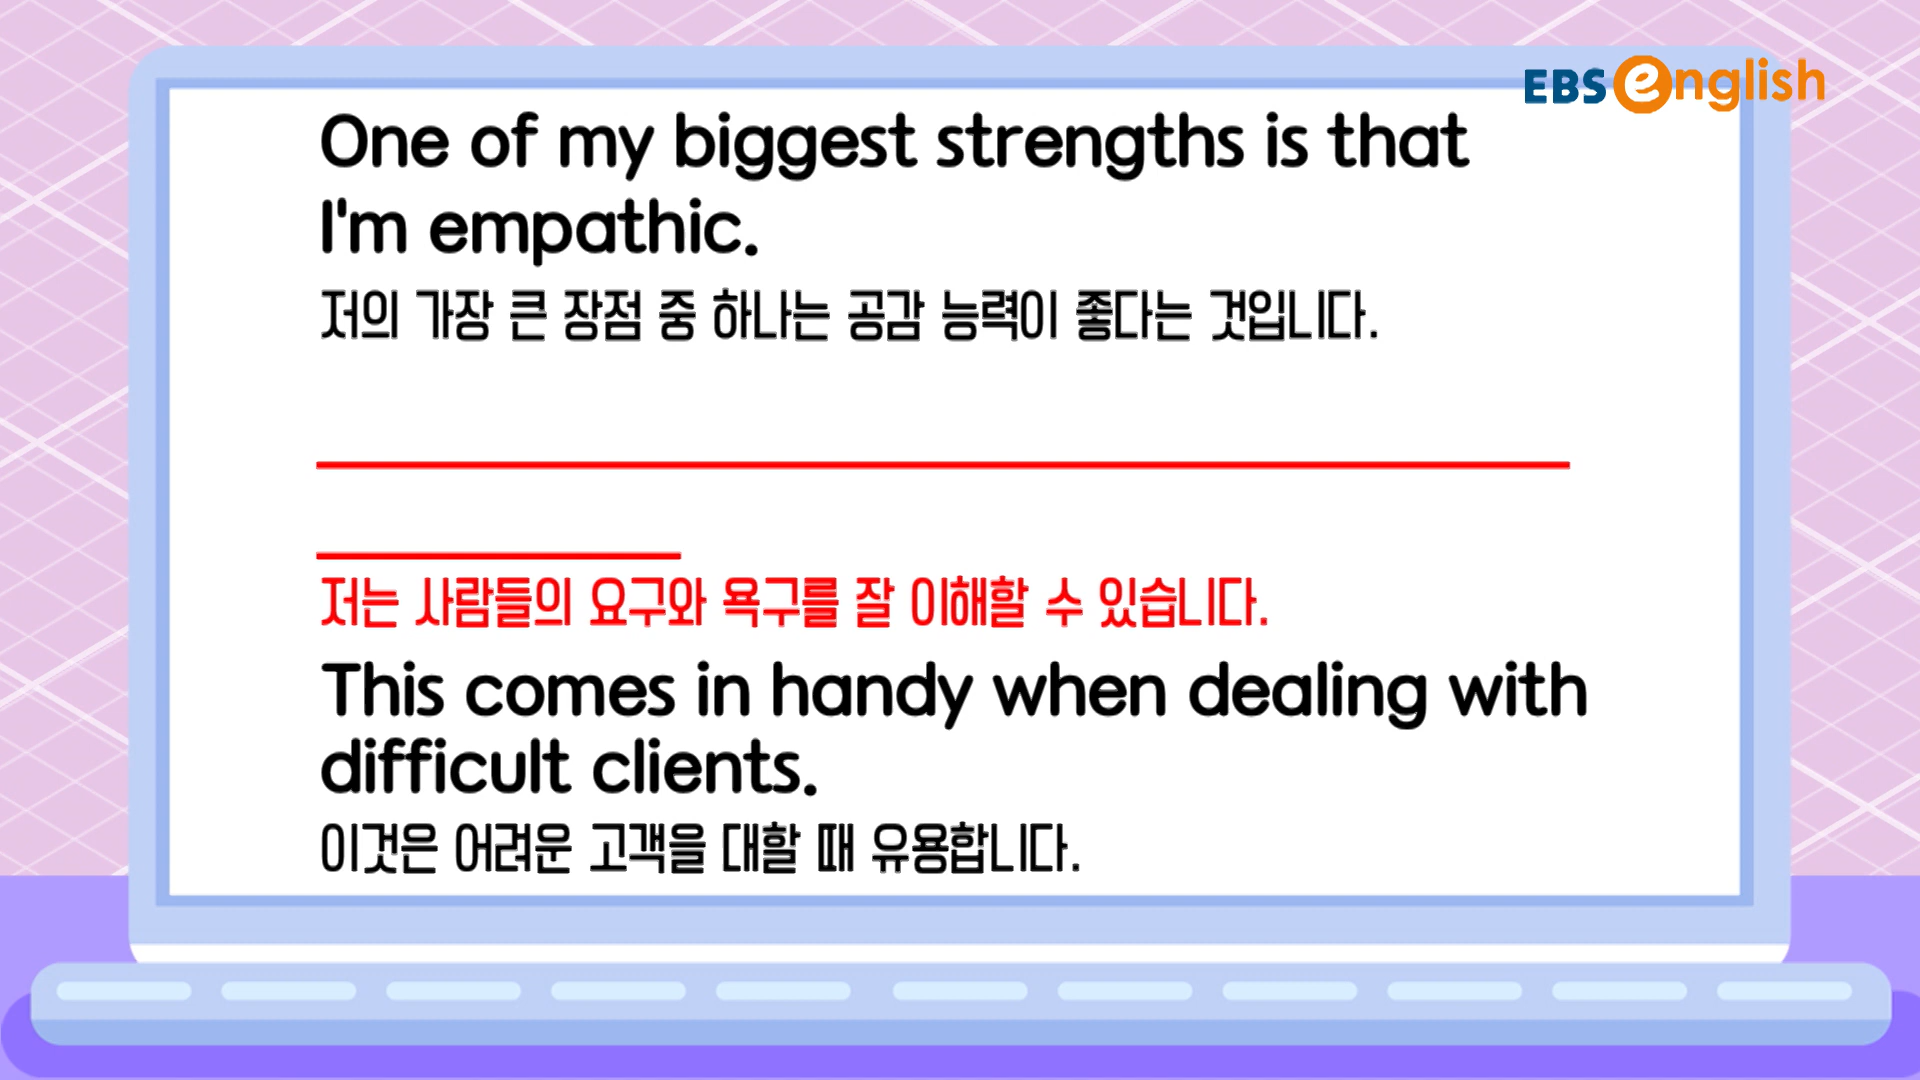 EBS english
One of my biggest strengths is that
I'm empathic.
저의 가장 큰 장점 중 하나는 공감 능력이 좋다는 것입니다.
저는 사람들의 요구와 욕구를 잘 이해할 수 있습니다.
This comes in handy when dealing with
difficult clients.
이것은 어려운 고객을 대할 때 유용합니다.